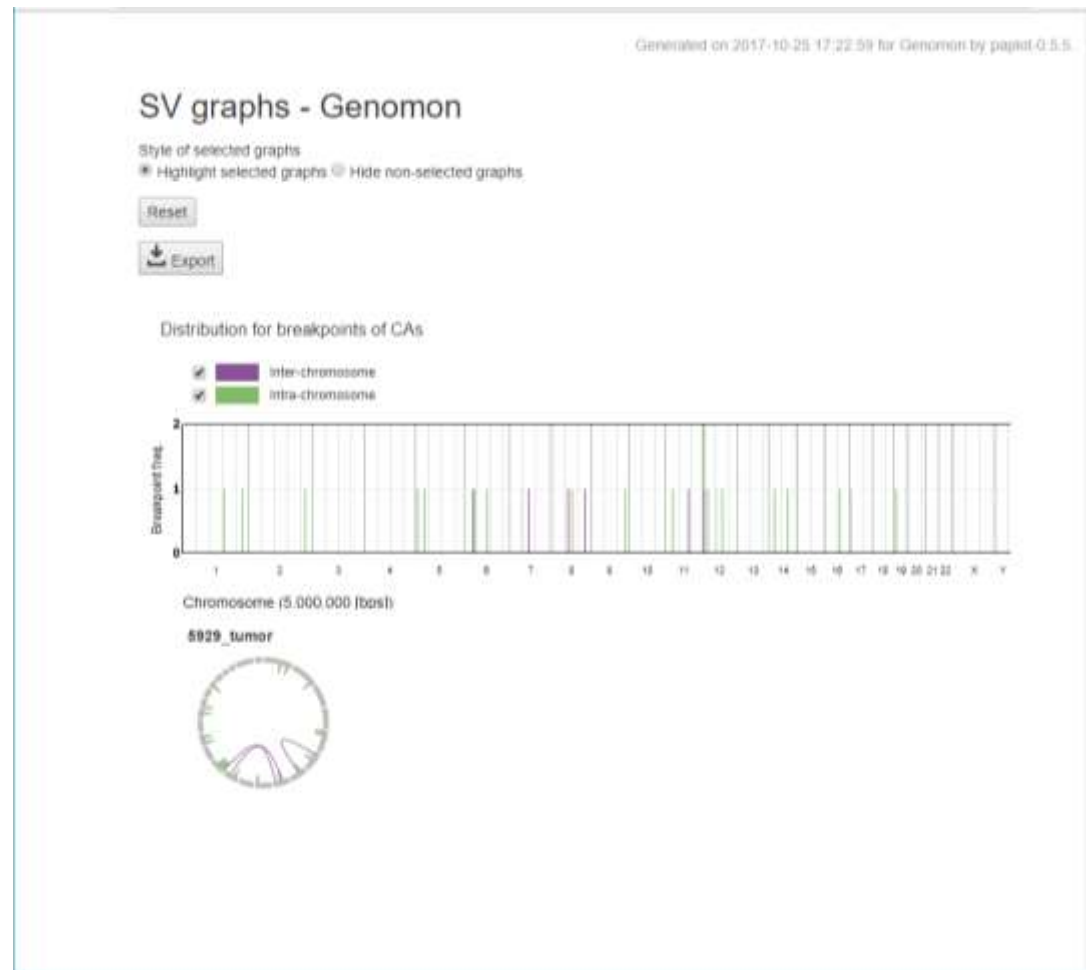 Generated on 2017-10-25 17:22:59 for Genomon by paplot-0.5.5.
SV graphs - Genomon
Style of selected graphs
Highlight selected graphs Hide non-selected graphs
Reset
Export
Distribution for breakpoints of CAs
Inter-chromosome
Intra-chromosome
Breakpoint freq.
2
1
0
1 2 3 4 5 6 7 8 9 10 11 12 13 14 15 16 17 18 19 20 21 22 X Y
Chromosome (5,000,000 [bps])
5929_tumor